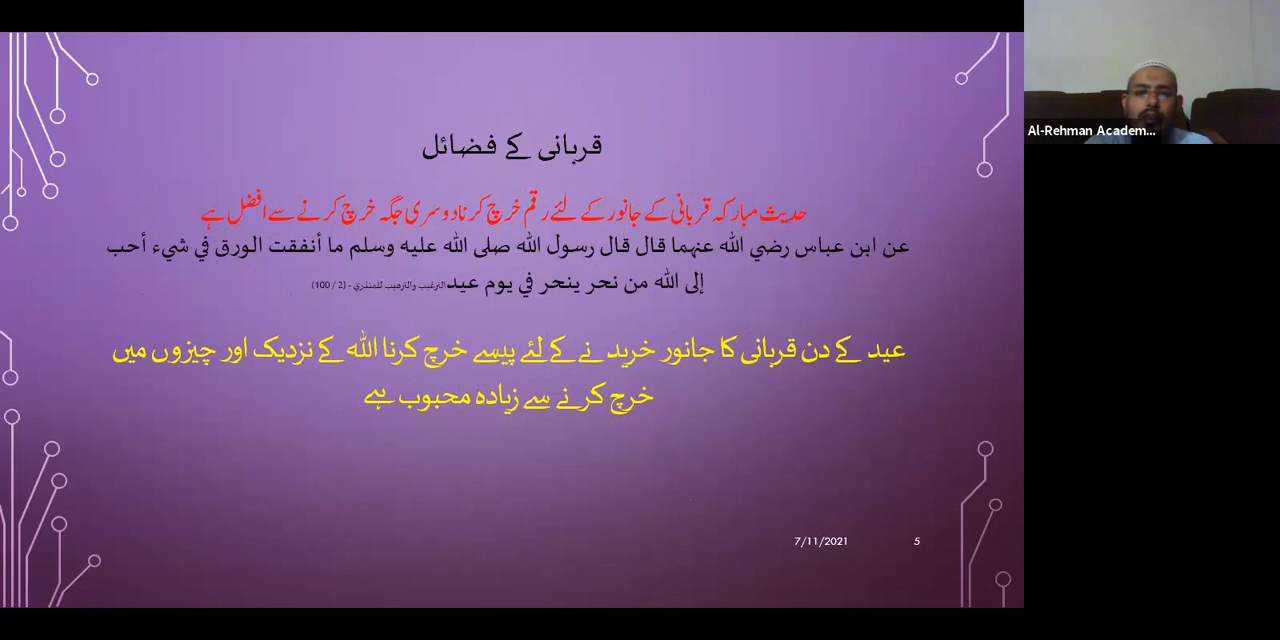 قربانی کے فضائل
حدیث مبارکہ قربانی کے جانور کے لئے رقم خرچ کرنا دوسری جگہ خرچ کرنے سے افضل ہے
عن ابن عباس رضي الله عنهما قال قال رسول الله صلى الله عليه وسلم ما أنفقت الورق في شيء أحب
إلى الله من نحر ينحر في يوم عيد الترغيب والترهيب للمنذري - (2 / 100)
عید کے دن قربانی کا جانور خریدنے کے لئے پیسے خرچ کرنا اللہ کے نزدیک اور چیزوں میں
خرچ کرنے سے زیادہ محبوب ہے
7/11/2021 5
Al-Rehman Academ...